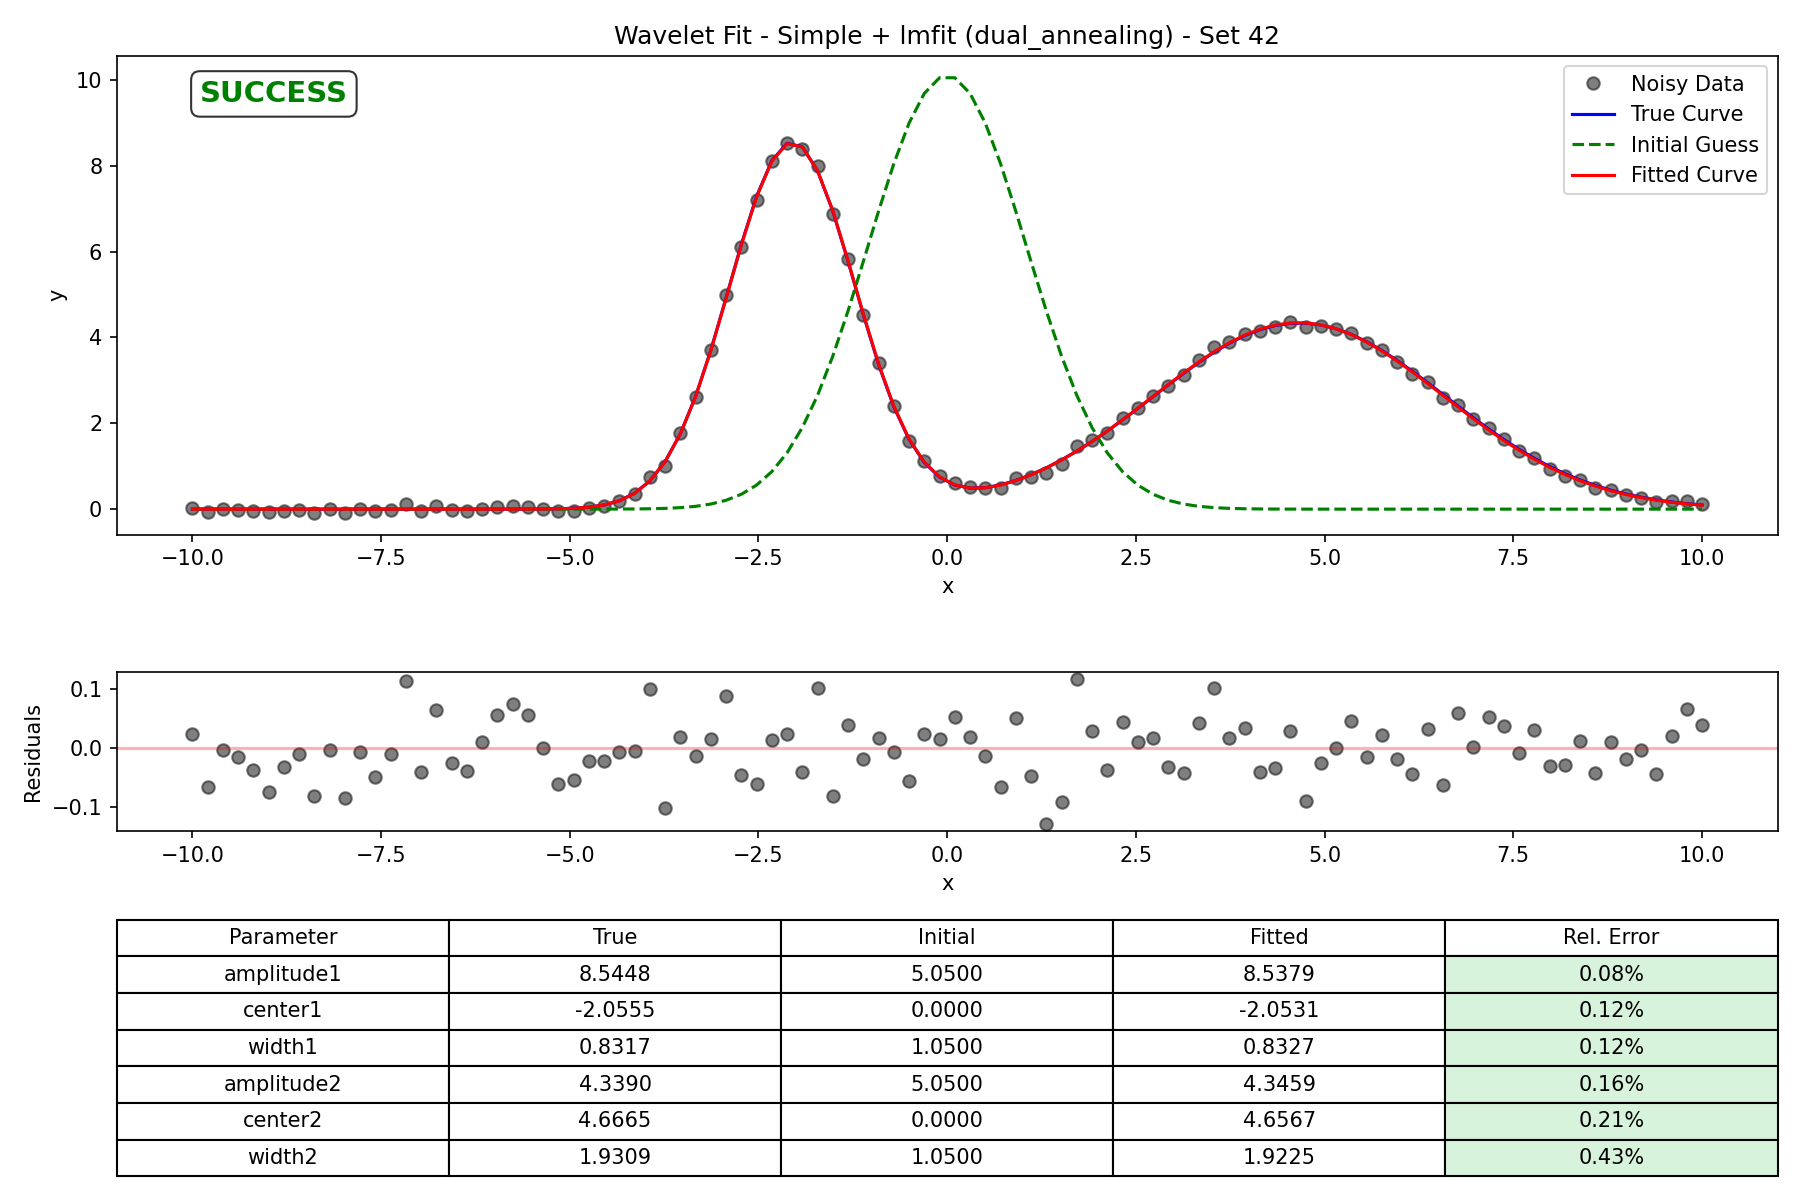 Wavelet Fit - Simple + lmfit (dual_annealing) - Set 42
SUCCESS
Noisy Data
True Curve
Initial Guess
Fitted Curve
y
10
8
6
4
2
0
−10.0 −7.5 −5.0 −2.5 0.0 2.5 5.0 7.5 10.0
x
Residuals
0.1
0.0
−0.1
−10.0 −7.5 −5.0 −2.5 0.0 2.5 5.0 7.5 10.0
x
Parameter True Initial Fitted Rel. Error
amplitude1 8.5448 5.0500 8.5379 0.08%
center1 -2.0555 0.0000 -2.0531 0.12%
width1 0.8317 1.0500 0.8327 0.12%
amplitude2 4.3390 5.0500 4.3459 0.16%
center2 4.6665 0.0000 4.6567 0.21%
width2 1.9309 1.0500 1.9225 0.43%